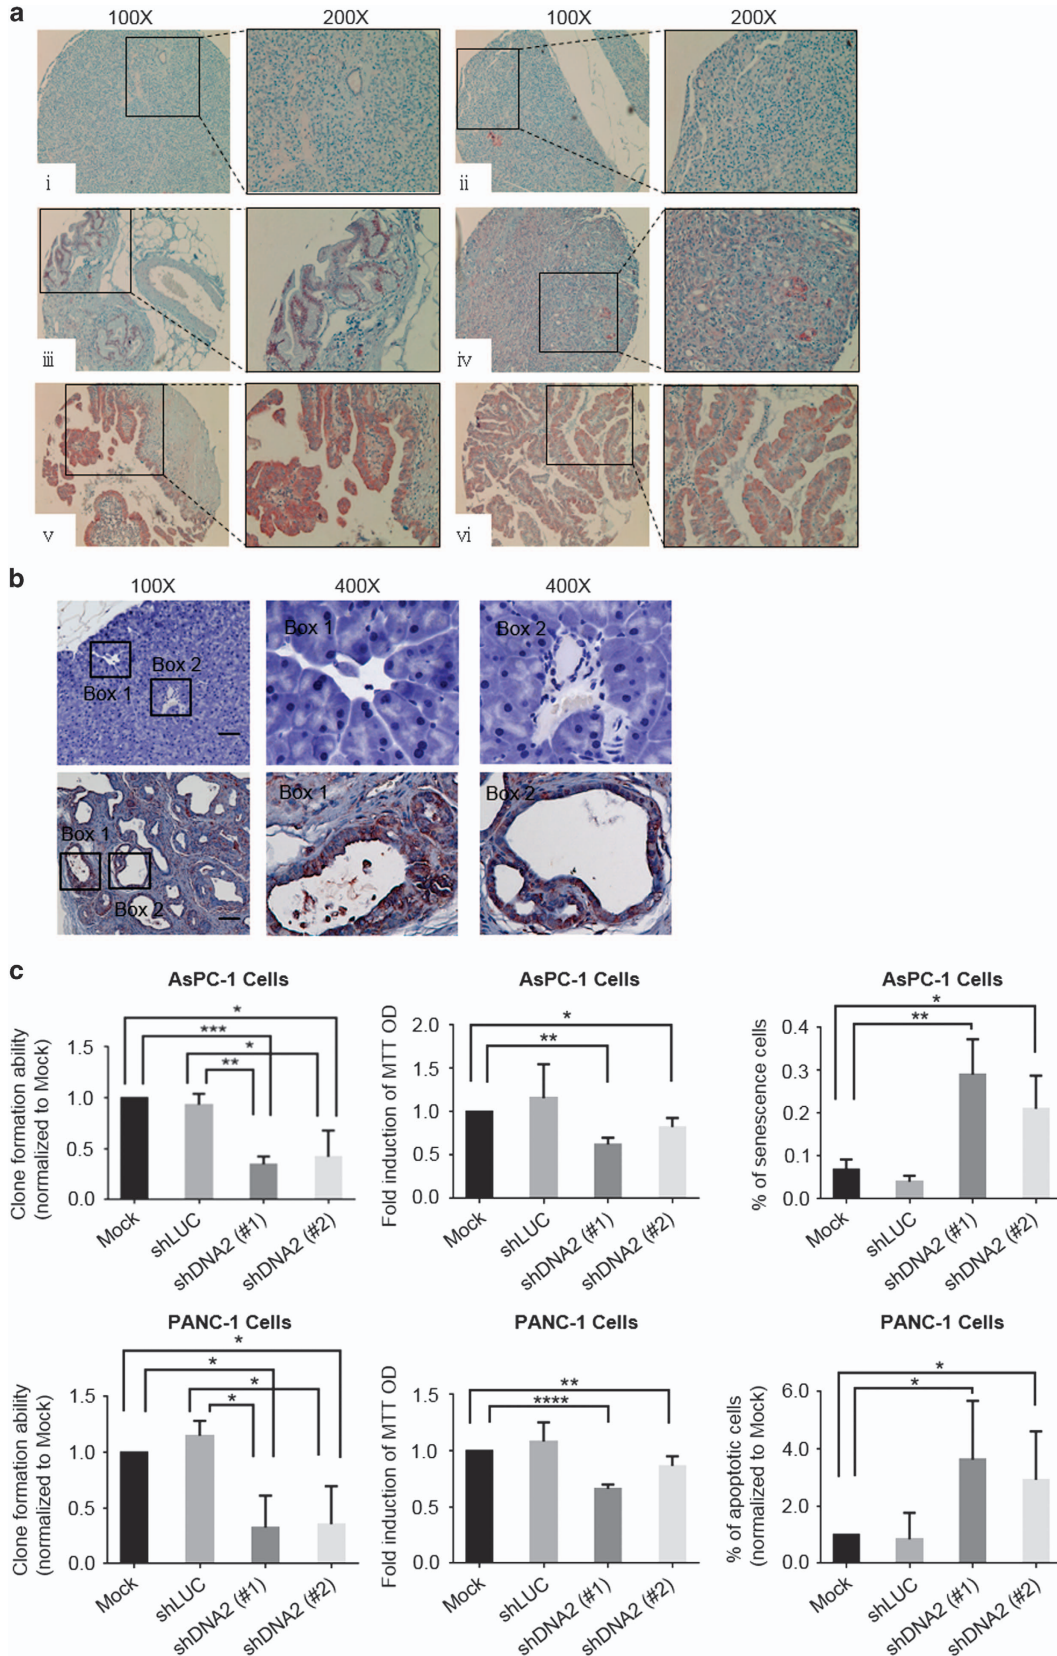 a
100X 200X 100X 200X
i
ii
iii
iv
v
vi
b
100X 400X 400X
Box 1
Box 2
Box 1
Box 2
Box 1
Box 2
Box 1
Box 2
c
AsPC-1 Cells
Clone formation ability
(normalized to Mock)
1.5
1.0
0.5
0.0
*
***
*
**
Mock
shLUC
shDNA2 (#1)
shDNA2 (#2)
AsPC-1 Cells
Fold induction of MTT OD
2.0
1.5
1.0
0.5
0.0
*
**
Mock
shLUC
shDNA2 (#1)
shDNA2 (#2)
AsPC-1 Cells
% of senescence cells
0.4
0.3
0.2
0.1
0.0
*
**
Mock
shLUC
shDNA2 (#1)
shDNA2 (#2)
PANC-1 Cells
Clone formation ability
(normalized to Mock)
1.5
1.0
0.5
0.0
*
*
*
*
Mock
shLUC
shDNA2 (#1)
shDNA2 (#2)
PANC-1 Cells
Fold induction of MTT OD
1.5
1.0
0.5
0.0
**
****
Mock
shLUC
shDNA2 (#1)
shDNA2 (#2)
PANC-1 Cells
% of apoptotic cells
(normalized to Mock)
6.0
4.0
2.0
0.0
*
*
Mock
shLUC
shDNA2 (#1)
shDNA2 (#2)